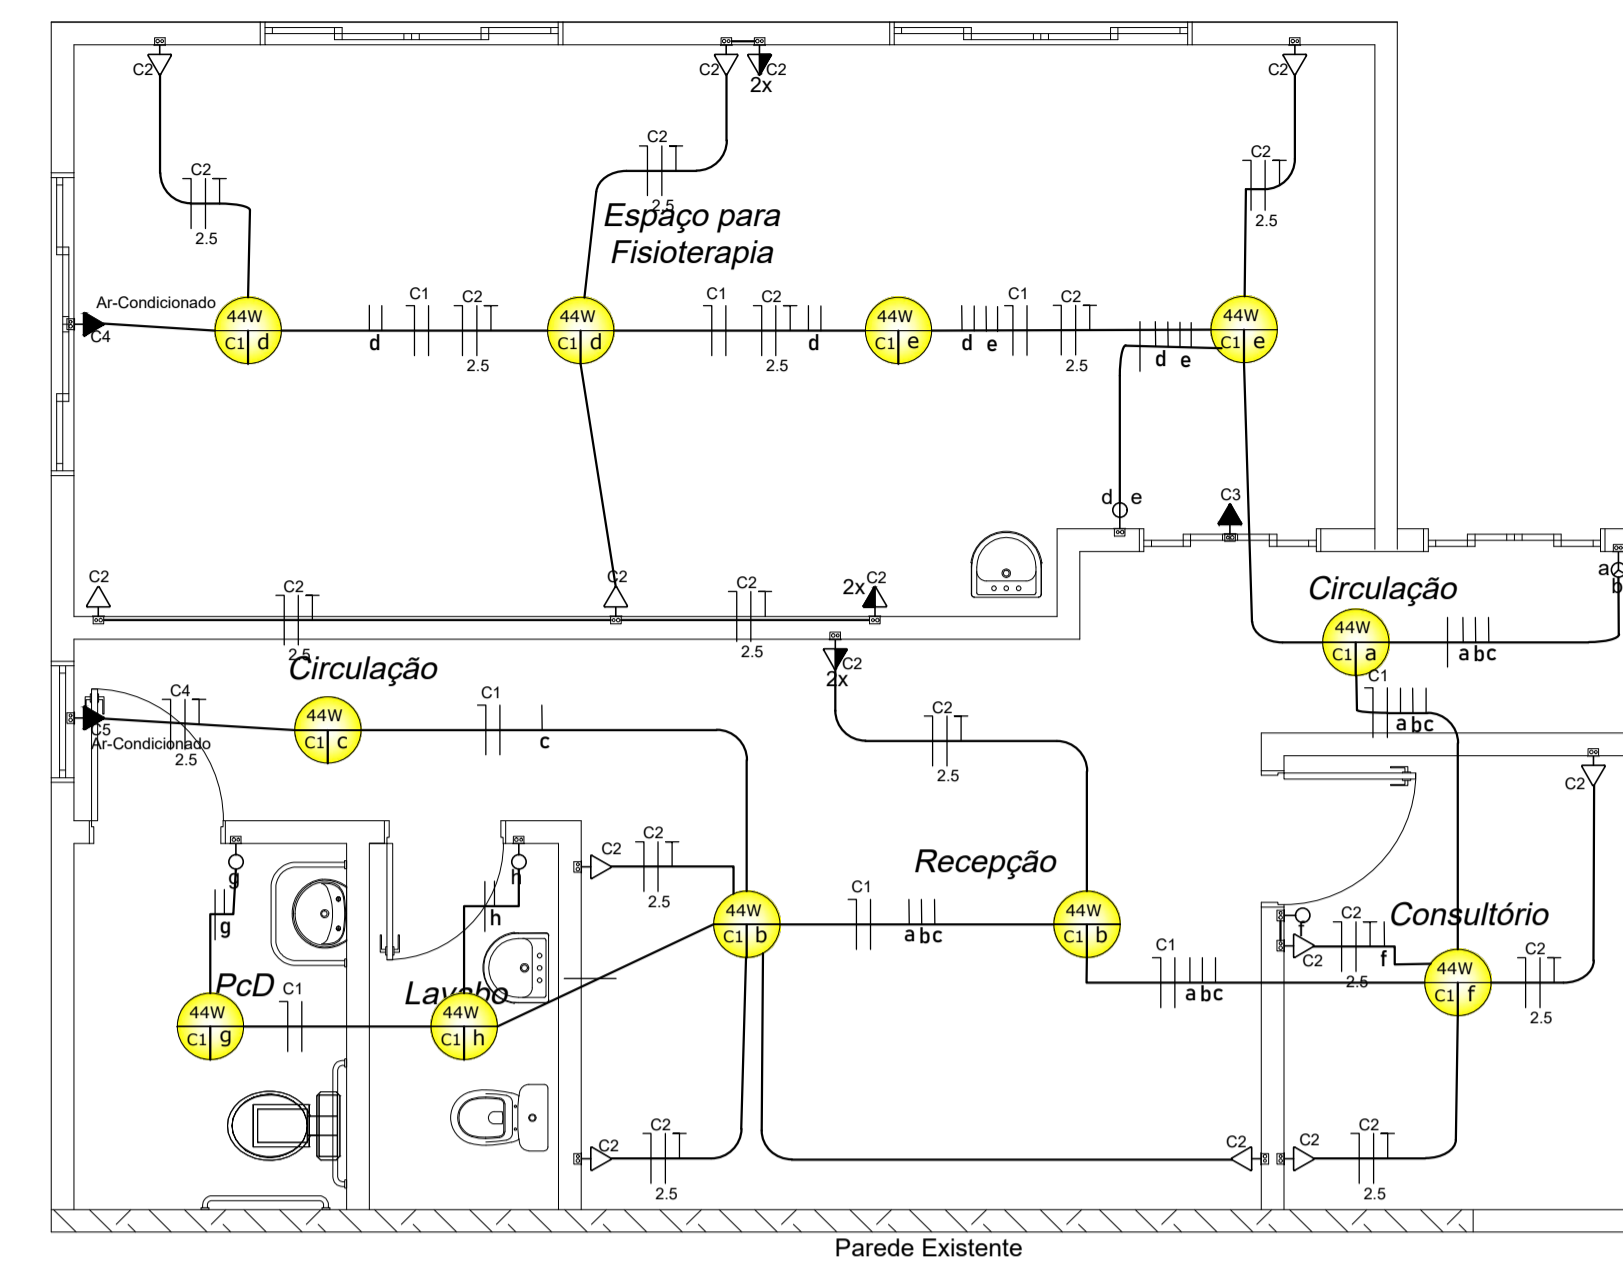 C2
C2
C2
2x
C2
C2
C2
C2
2.5
2.5
2.5
Espaço para
Fisioterapia
Ar-Condicionado
C4
44W
C1 d
d
C1
C2
2.5
44W
C1 d
C1
C2
2.5
d
44W
C1 e
d e
C1
C2
2.5
d e
44W
C1 e
d e
C3
C2
C2
2.5
C2
C2
2.5
2x C2
Circulação
a
b
44W
C1 a
a b c
C1
a b c
Circulação
C4
2.5
C5
Ar-Condicionado
44W
C1 c
C1
c
C2
2x
C2
2.5
C2
g
g
h
h
C2
C2
2.5
Recepção
44W
C1 b
C1
a b c
44W
C1 b
C1
a b c
f
C2
C2
2.5
f
Consultório
44W
C1 f
C2
2.5
PcD
44W
C1 g
C1
Lavabo
44W
C1 h
C2
C2
2.5
C2
C2
C2
2.5
Parede Existente